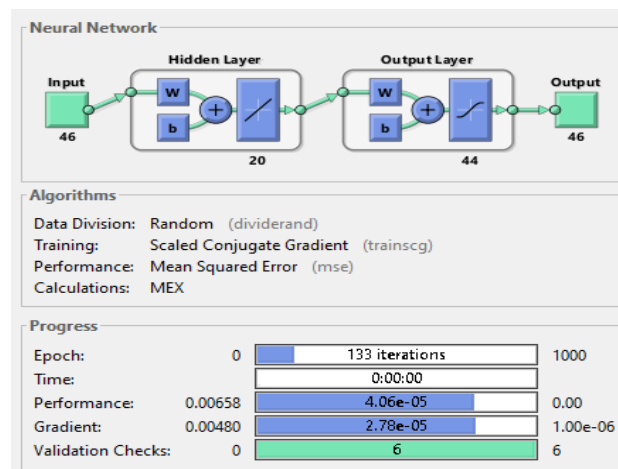 Neural Network
Hidden Layer Output Layer
Input Output
W W
+ +
b b
46 46
20 44
Algorithms
Data Division: Random (dividerand)
Training: Scaled Conjugate Gradient (trainscg)
Performance: Mean Squared Error (mse)
Calculations: MEX
Progress
Epoch: 0 133 iterations 1000
Time: 0:00:00
Performance: 0.00658 4.06e-05 0.00
Gradient: 0.00480 2.78e-05 1.00e-06
Validation Checks: 0 6 6